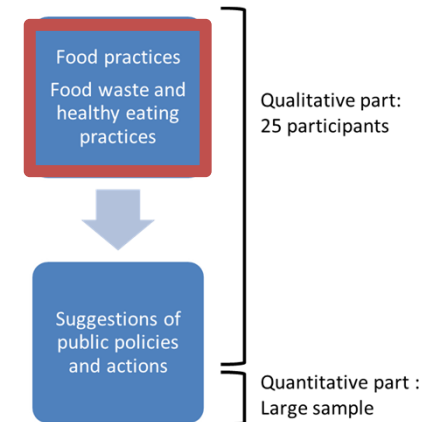 Food practices
Food waste and
healthy eating
practices
Qualitative part:
25 participants
Suggestions of
public policies
and actions
Quantitative part :
Large sample